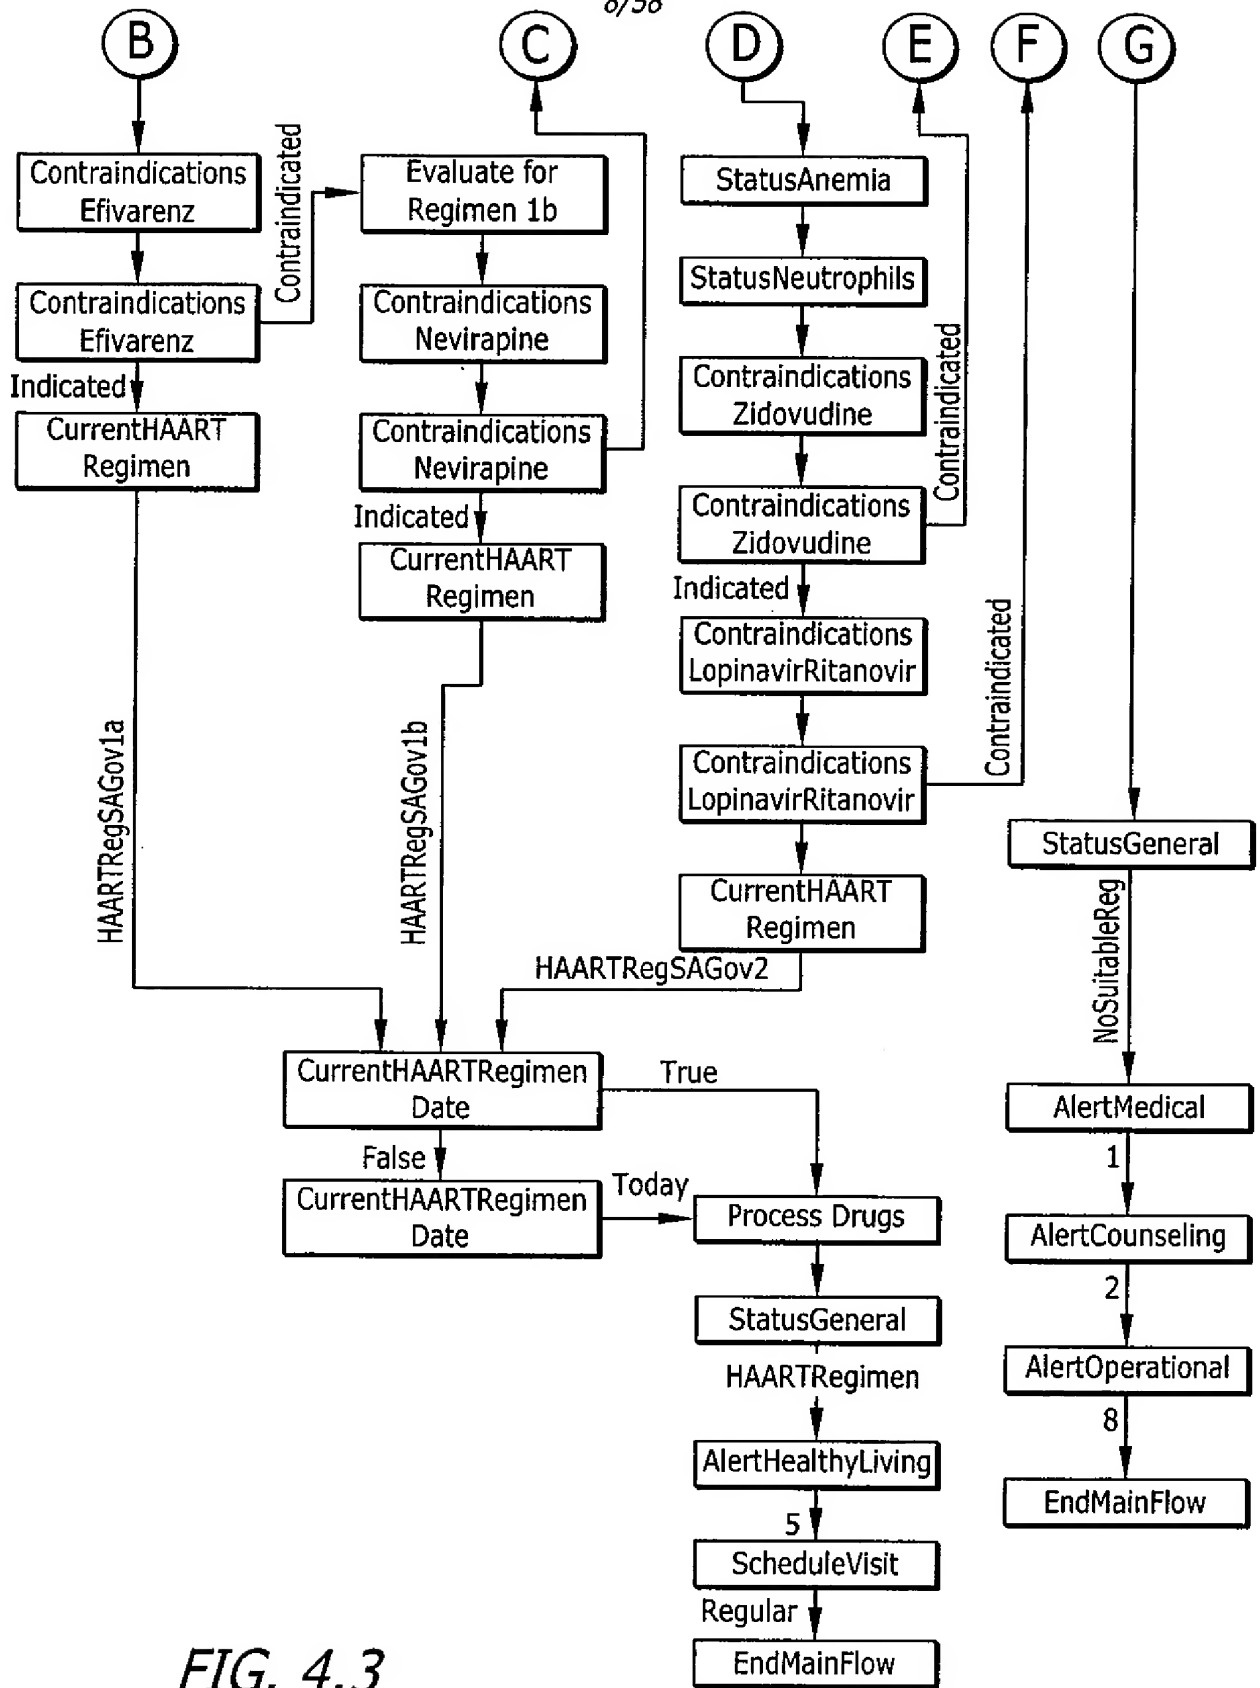 8/38
B
C
D
E
F
G
Contraindications
Efivarenz
Contraindicated
Evaluate for
Regimen 1b
StatusAnemia
Contraindications
Efivarenz
Contraindications
Nevirapine
StatusNeutrophils
Indicated
CurrentHAART
Regimen
Contraindications
Nevirapine
Contraindications
Zidovudine
Contraindicated
Indicated
CurrentHAART
Regimen
Contraindications
Zidovudine
Indicated
Contraindications
LopinavirRitanovir
Contraindicated
Contraindications
LopinavirRitanovir
HAARTRegSAGov1a
HAARTRegSAGov1b
CurrentHAART
Regimen
HAARTRegSAGov2
StatusGeneral
NoSuitableReg
CurrentHAARTRegimen
Date
True
False
CurrentHAARTRegimen
Date
Today
Process Drugs
StatusGeneral
HAARTRegimen
AlertHealthyLiving
5
ScheduleVisit
Regular
EndMainFlow
AlertMedical
1
AlertCounseling
2
AlertOperational
8
EndMainFlow
FIG. 4.3